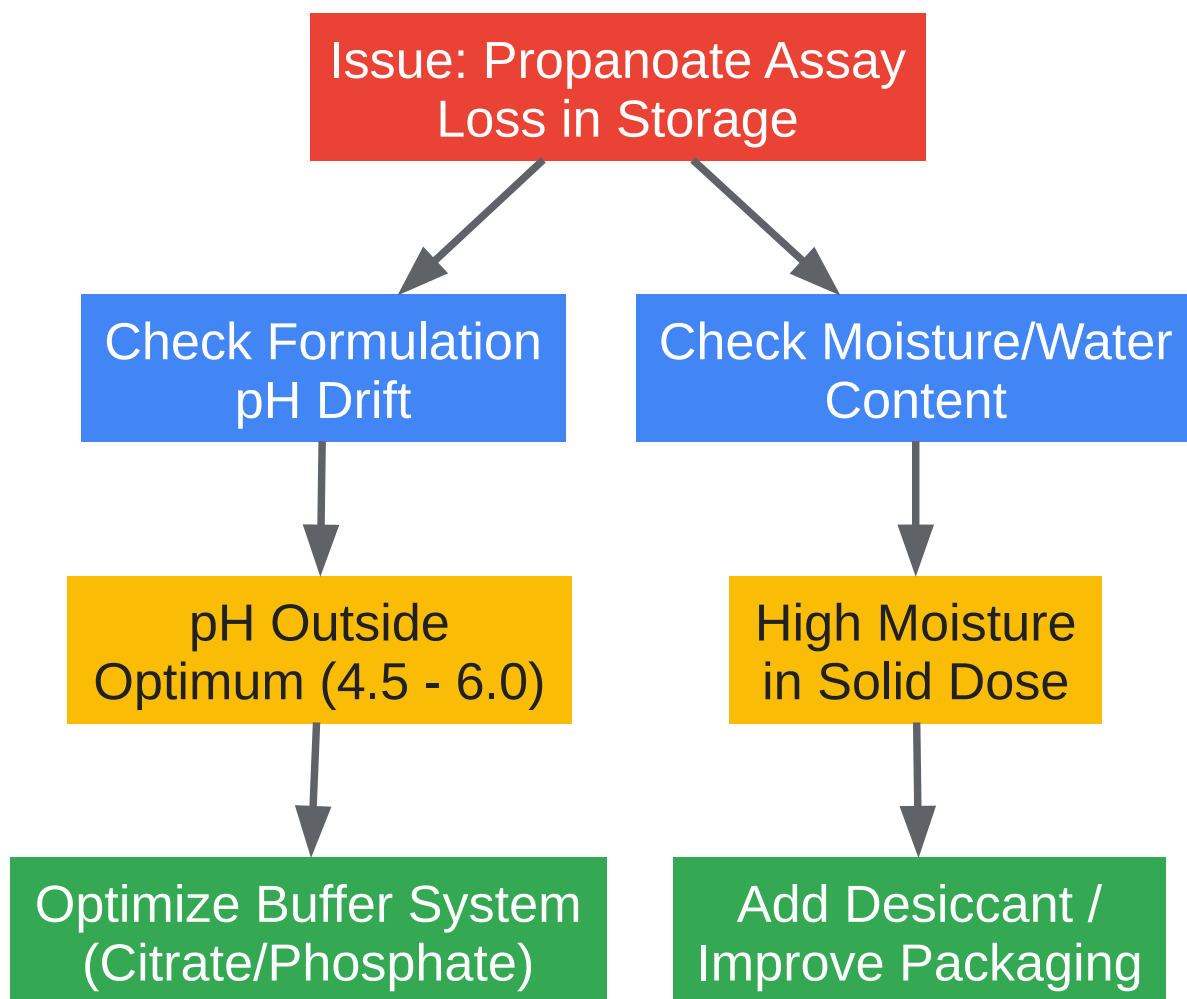 Issue: Propanoate Assay
Loss in Storage
Check Formulation
pH Drift
Check Moisture/Water
Content
pH Outside
Optimum (4.5 - 6.0)
High Moisture
in Solid Dose
Optimize Buffer System
(Citrate/Phosphate)
Add Desiccant /
Improve Packaging